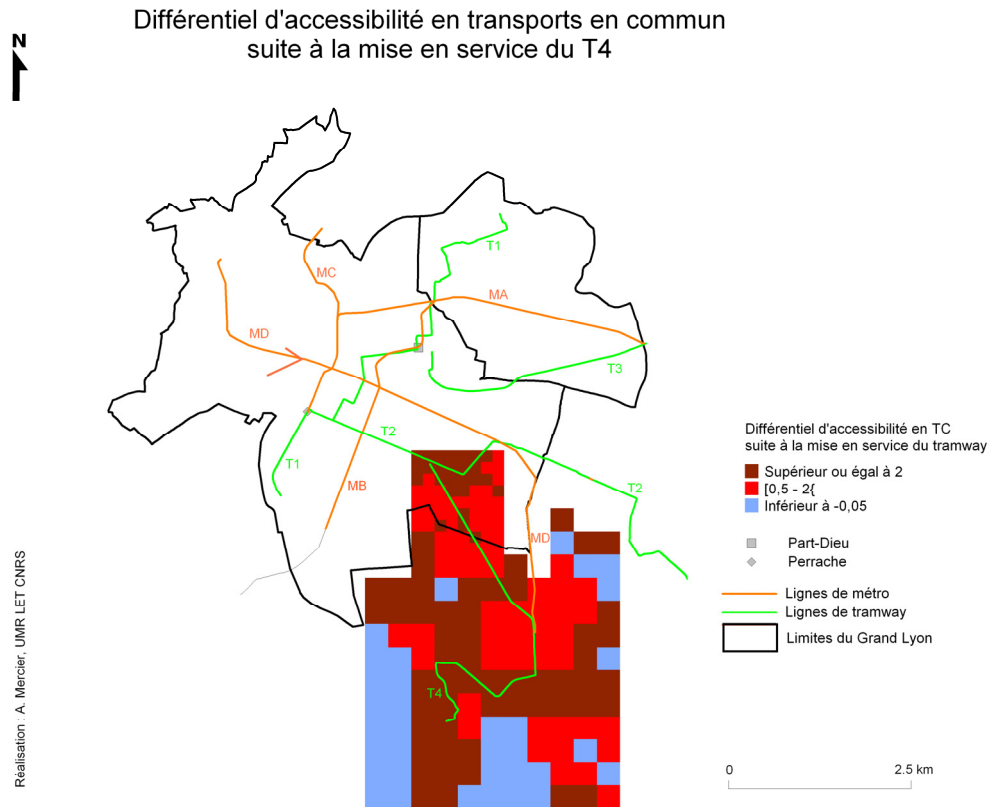 Différentiel d'accessibilité en transports en commun
suite à la mise en service du T4
N
T1
MC
MA
MD
T3
T2
T1
MB
T2
MD
T4
Différentiel d'accessibilité en TC
suite à la mise en service du tramway
Supérieur ou égal à 2
[0,5 - 2{
Inférieur à -0,05
Part-Dieu
Perrache
Lignes de métro
Lignes de tramway
Limites du Grand Lyon
0 2.5 km
Réalisation : A. Mercier, UMR LET CNRS